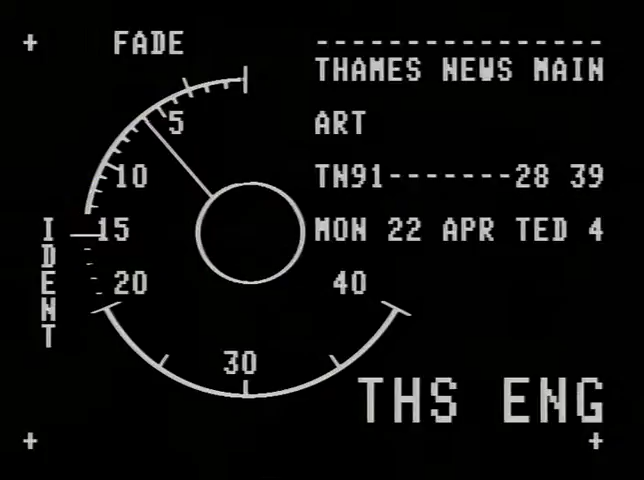 FADE
----------------
THAMES NEWS MAIN
ART
TN91-------28 39
MON 22 APR TED 4
5
10
15
20
30
40
IDENT
THS ENG